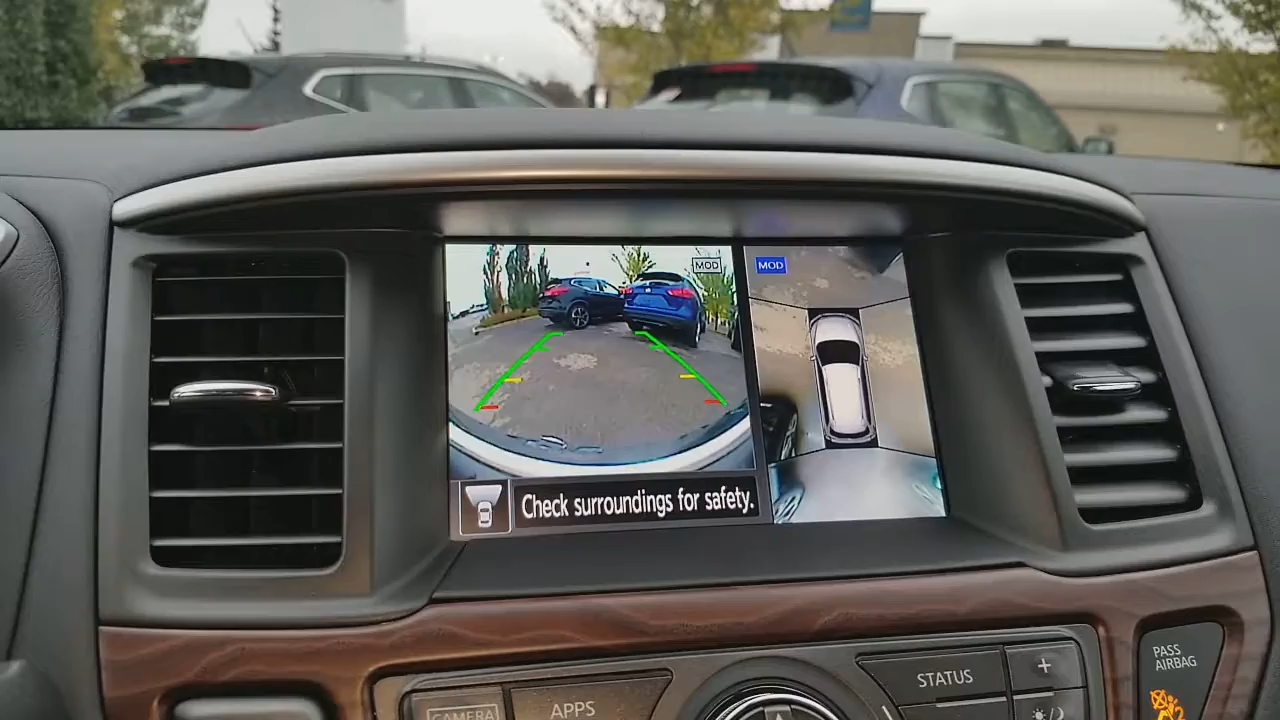 MOD
MOD
Check surroundings for safety.
PASS
AIRBAG
STATUS
+
CAMERA
APPS